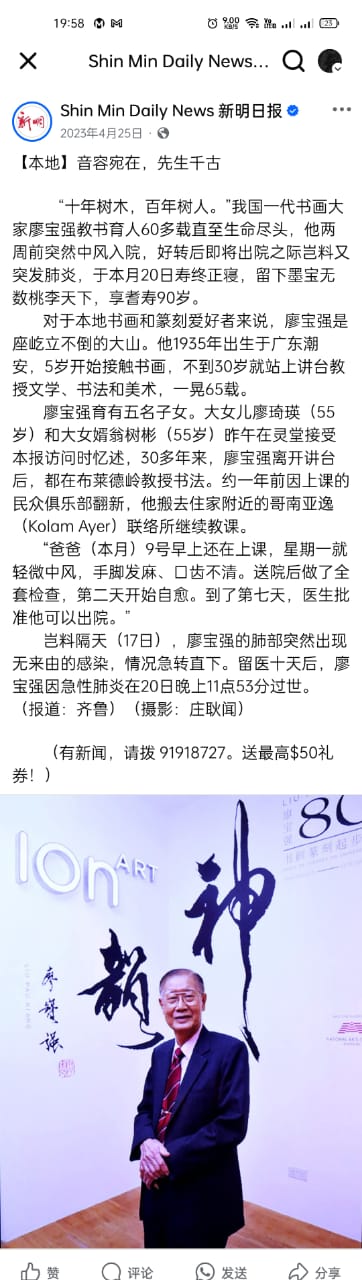 19:58
9.00
KB/S
23
Shin Min Daily News...
新明
Shin Min Daily News 新明日报
2023年4月25日
【本地】音容宛在，先生千古
“十年树木，百年树人。”我国一代书画大
家廖宝强教书育人60多载直至生命尽头，他两
周前突然中风入院，好转后即将出院之际岂料又
突发肺炎，于本月20日寿终正寝，留下墨宝无
数桃李天下，享耆寿90岁。
对于本地书画和篆刻爱好者来说，廖宝强是
座屹立不倒的大山。他1935年出生于广东潮
安，5岁开始接触书画，不到30岁就站上讲台教
授文学、书法和美术，一晃65载。
廖宝强育有五名子女。大女儿廖琦瑛（55
岁）和大女婿翁树彬（55岁）昨午在灵堂接受
本报访问时忆述，30多年来，廖宝强离开讲台
后，都在布莱德岭教授书法。约一年前因上课的
民众俱乐部翻新，他搬去住家附近的哥南亚逸
（Kolam Ayer）联络所继续教课。
“爸爸（本月）9号早上还在上课，星期一就
轻微中风，手脚发麻、口齿不清。送院后做了全
套检查，第二天开始自愈。到了第七天，医生批
准他可以出院。”
岂料隔天（17日），廖宝强的肺部突然出现
无来由的感染，情况急转直下。留医十天后，廖
宝强因急性肺炎在20日晚上11点53分过世。
（报道：齐鲁）（摄影：庄耿闻）
（有新闻，请拨 91918727。送最高$50礼
券！）
ION ART
80
廖宝强
神
龍
廖寶強
赞
评论
发送
分享